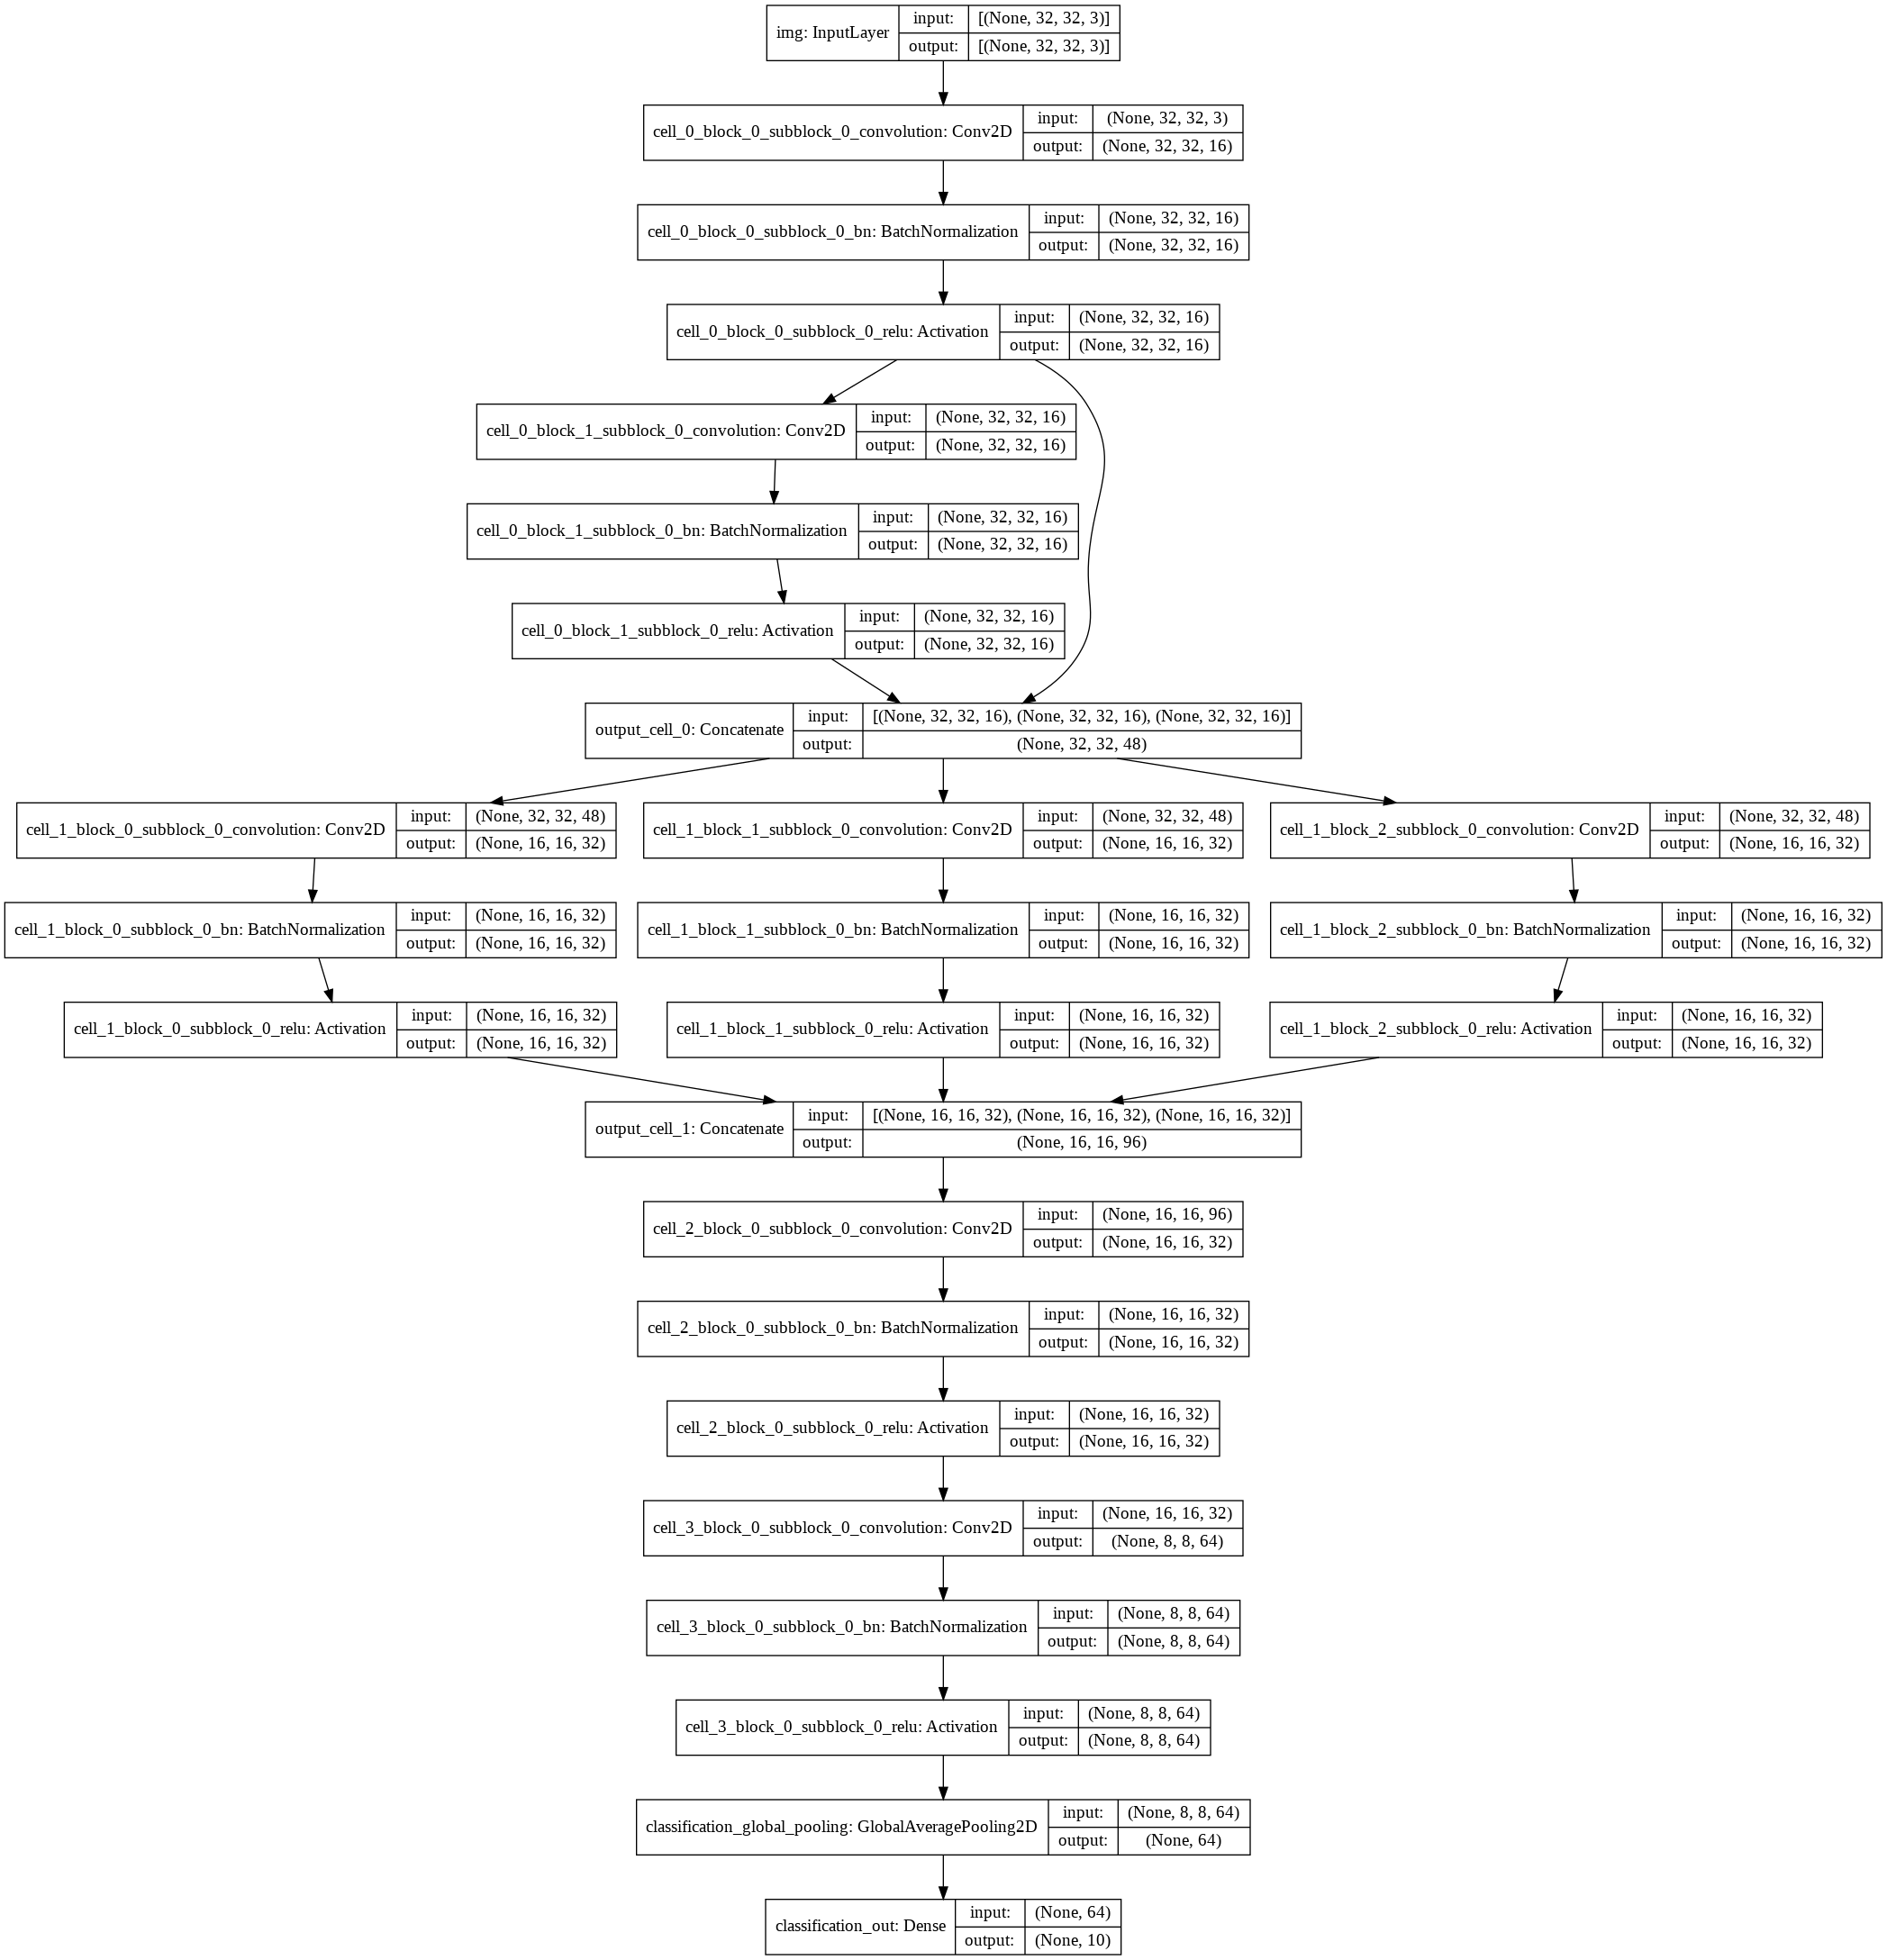 img: InputLayer
input:
[(None, 32, 32, 3)]
output:
[(None, 32, 32, 3)]
cell_0_block_0_subblock_0_convolution: Conv2D
input:
(None, 32, 32, 3)
output:
(None, 32, 32, 16)
cell_0_block_0_subblock_0_bn: BatchNormalization
input:
(None, 32, 32, 16)
output:
(None, 32, 32, 16)
cell_0_block_0_subblock_0_relu: Activation
input:
(None, 32, 32, 16)
output:
(None, 32, 32, 16)
cell_0_block_1_subblock_0_convolution: Conv2D
input:
(None, 32, 32, 16)
output:
(None, 32, 32, 16)
cell_0_block_1_subblock_0_bn: BatchNormalization
input:
(None, 32, 32, 16)
output:
(None, 32, 32, 16)
cell_0_block_1_subblock_0_relu: Activation
input:
(None, 32, 32, 16)
output:
(None, 32, 32, 16)
output_cell_0: Concatenate
input:
[(None, 32, 32, 16), (None, 32, 32, 16), (None, 32, 32, 16)]
output:
(None, 32, 32, 48)
cell_1_block_0_subblock_0_convolution: Conv2D
input:
(None, 32, 32, 48)
output:
(None, 16, 16, 32)
cell_1_block_1_subblock_0_convolution: Conv2D
input:
(None, 32, 32, 48)
output:
(None, 16, 16, 32)
cell_1_block_2_subblock_0_convolution: Conv2D
input:
(None, 32, 32, 48)
output:
(None, 16, 16, 32)
cell_1_block_0_subblock_0_bn: BatchNormalization
input:
(None, 16, 16, 32)
output:
(None, 16, 16, 32)
cell_1_block_1_subblock_0_bn: BatchNormalization
input:
(None, 16, 16, 32)
output:
(None, 16, 16, 32)
cell_1_block_2_subblock_0_bn: BatchNormalization
input:
(None, 16, 16, 32)
output:
(None, 16, 16, 32)
cell_1_block_0_subblock_0_relu: Activation
input:
(None, 16, 16, 32)
output:
(None, 16, 16, 32)
cell_1_block_1_subblock_0_relu: Activation
input:
(None, 16, 16, 32)
output:
(None, 16, 16, 32)
cell_1_block_2_subblock_0_relu: Activation
input:
(None, 16, 16, 32)
output:
(None, 16, 16, 32)
output_cell_1: Concatenate
input:
[(None, 16, 16, 32), (None, 16, 16, 32), (None, 16, 16, 32)]
output:
(None, 16, 16, 96)
cell_2_block_0_subblock_0_convolution: Conv2D
input:
(None, 16, 16, 96)
output:
(None, 16, 16, 32)
cell_2_block_0_subblock_0_bn: BatchNormalization
input:
(None, 16, 16, 32)
output:
(None, 16, 16, 32)
cell_2_block_0_subblock_0_relu: Activation
input:
(None, 16, 16, 32)
output:
(None, 16, 16, 32)
cell_3_block_0_subblock_0_convolution: Conv2D
input:
(None, 16, 16, 32)
output:
(None, 8, 8, 64)
cell_3_block_0_subblock_0_bn: BatchNormalization
input:
(None, 8, 8, 64)
output:
(None, 8, 8, 64)
cell_3_block_0_subblock_0_relu: Activation
input:
(None, 8, 8, 64)
output:
(None, 8, 8, 64)
classification_global_pooling: GlobalAveragePooling2D
input:
(None, 8, 8, 64)
output:
(None, 64)
classification_out: Dense
input:
(None, 64)
output:
(None, 10)